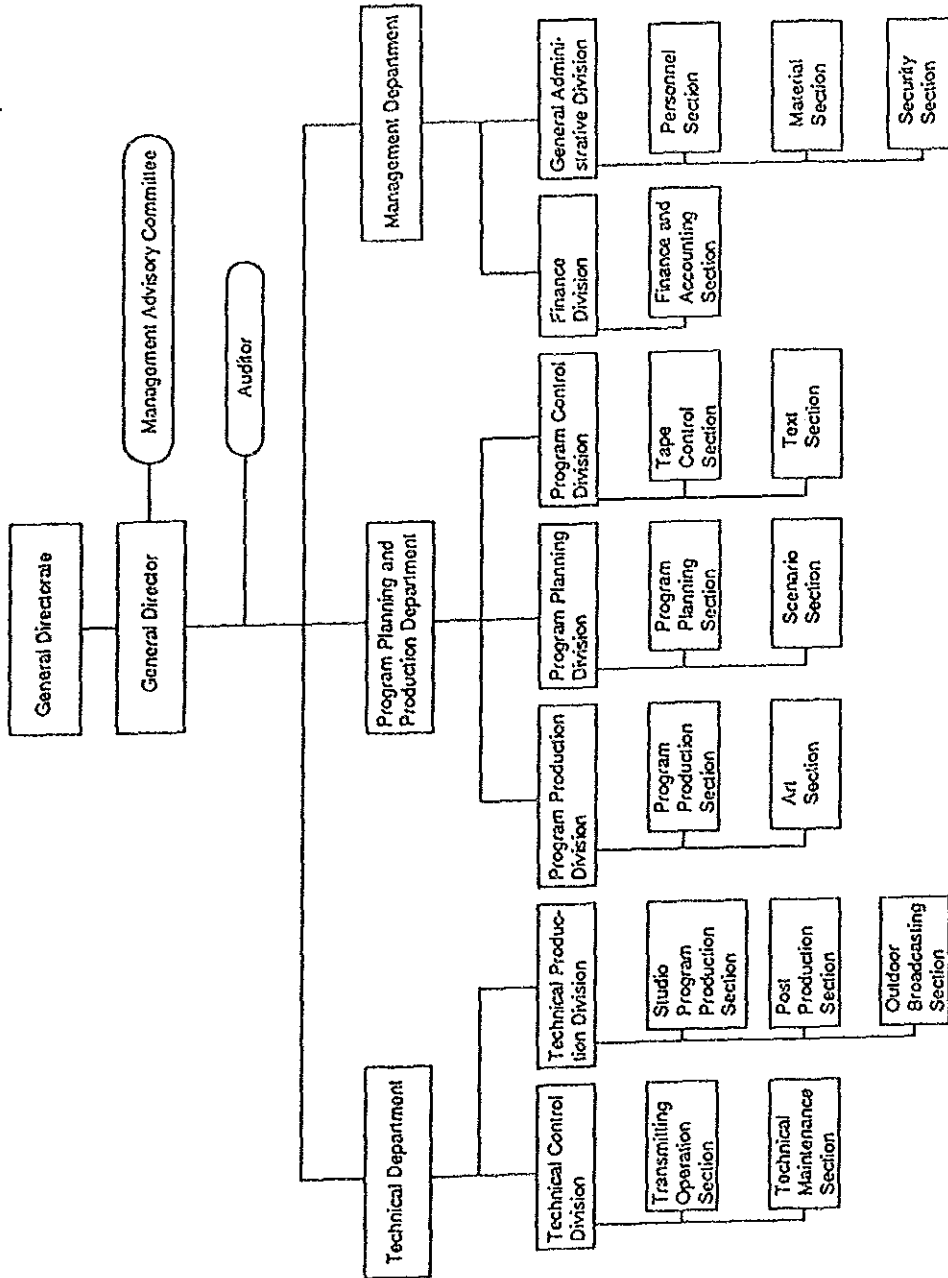 General Directorate
General Director
Management Advisory Committee
Auditor
Technical Department
Program Planning and
Production Department
Management Department
Technical Control
Division
Technical Produc-
tion Division
Program Production
Division
Program Planning
Division
Program Control
Division
Finance
Division
General Admini-
strative Division
Transmitting
Operation
Section
Studio
Program
Production
Section
Program
Production
Section
Program
Planning
Section
Tape
Control
Section
Finance and
Accounting
Section
Personnel
Section
Technical
Maintenance
Section
Post
Production
Section
Art
Section
Scenario
Section
Text
Section
Material
Section
Outdoor
Broadcasting
Section
Security
Section